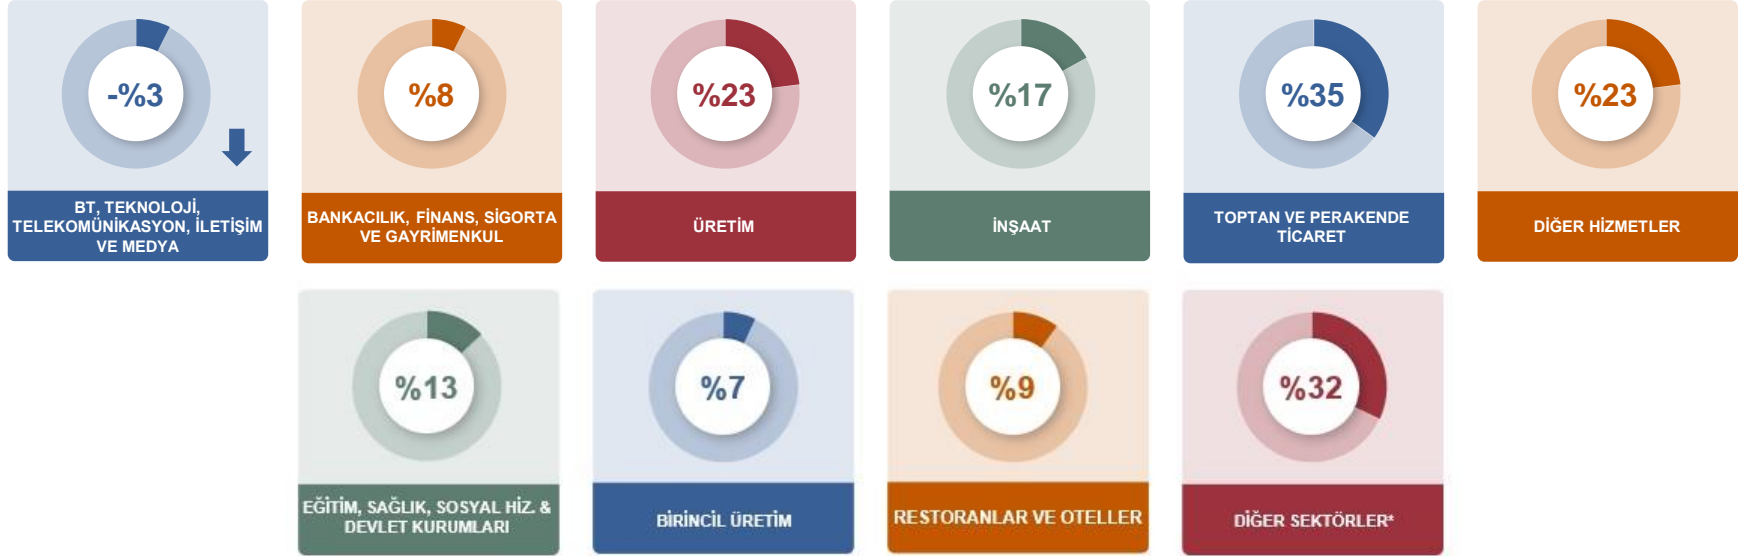 -%3
%8
%23
%17
%35
%23
BT, TEKNOLOJİ,
TELEKOMÜNİKASYON, İLETİŞİM
VE MEDYA
BANKACILIK, FİNANS, SİGORTA
VE GAYRİMENKUL
ÜRETİM
İNŞAAT
TOPTAN VE PERAKENDE
TİCARET
DİĞER HİZMETLER
%13
%7
%9
%32
EĞİTİM, SAĞLIK, SOSYAL HİZ. &
DEVLET KURUMLARI
BİRİNCİL ÜRETİM
RESTORANLAR VE OTELLER
DİĞER SEKTÖRLER*